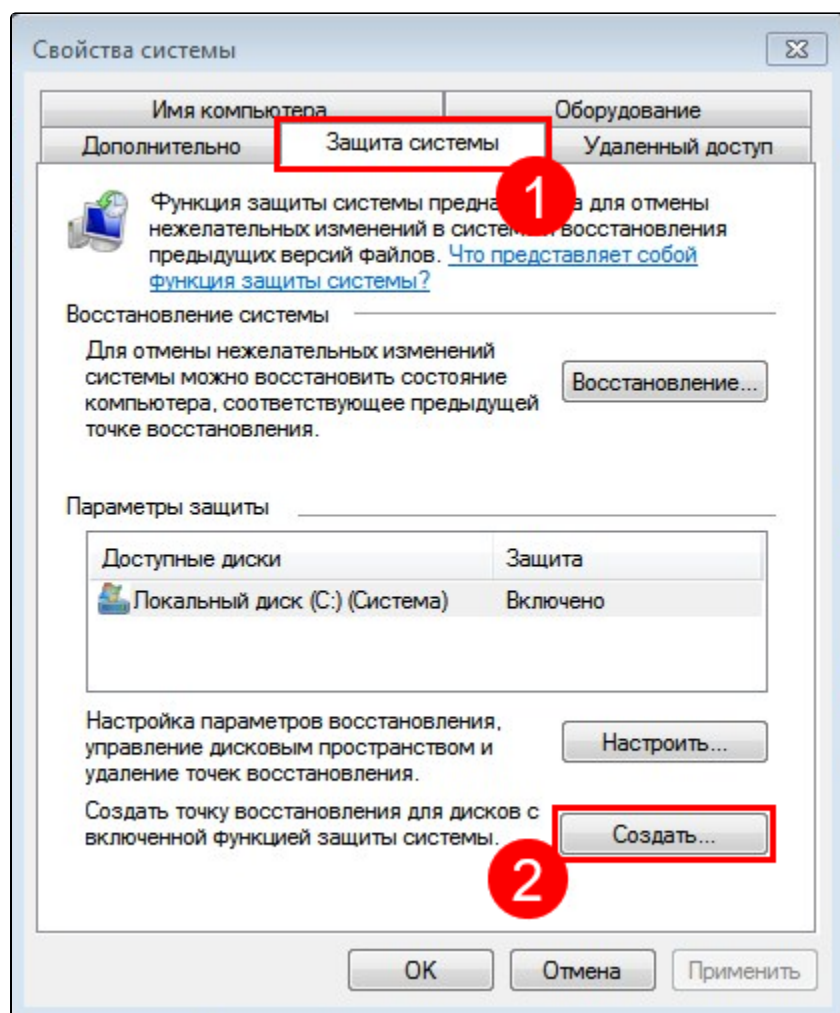 Свойства системы
Имя компьютера
Оборудование
Дополнительно
Защита системы
Удаленный доступ
1
Функция защиты системы для отмены
нежелательных изменений в восстановления
предыдущих версий файлов. Что представляет собой
функция защиты системы?
Восстановление системы
Для отмены нежелательных изменений
системы можно восстановить состояние
компьютера, соответствующее предыдущей
точке восстановления.
Восстановление...
Параметры защиты
Доступные диски
Защита
Локальный диск (C:) (Система)
Включено
Настройка параметров восстановления,
управление дисковым пространством и
удаление точек восстановления.
Настроить...
Создать точку восстановления для дисков с
включенной функцией защиты системы.
Создать...
2
OK
Отмена
Применить